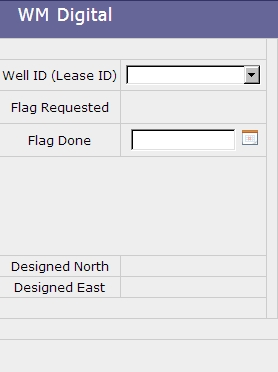 WM Digital
Well ID (Lease ID)
Flag Requested
Flag Done
Designed North
Designed East